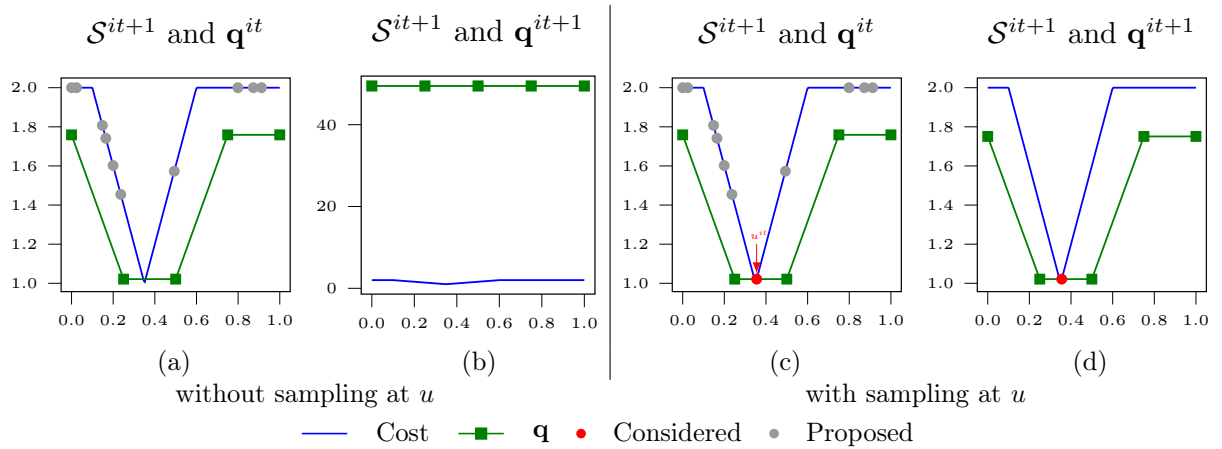 𝒮^{it+1} and 𝐪^{it} 𝒮^{it+1} and 𝐪^{it+1} 𝒮^{it+1} and 𝐪^{it} 𝒮^{it+1} and 𝐪^{it+1}
2.0
1.8
1.6
1.4
1.2
1.0
0.0 0.2 0.4 0.6 0.8 1.0
(a)
40
20
0
0.0 0.2 0.4 0.6 0.8 1.0
(b)
without sampling at u
2.0
1.8
1.6
1.4
1.2
1.0
u^{it}
0.0 0.2 0.4 0.6 0.8 1.0
(c)
2.0
1.8
1.6
1.4
1.2
1.0
0.0 0.2 0.4 0.6 0.8 1.0
(d)
with sampling at u
Cost 𝐪 Considered Proposed